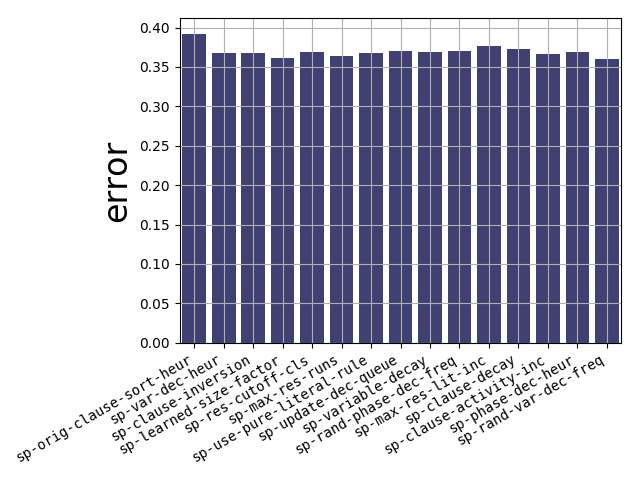 0.40
0.35
0.30
0.25
0.20
0.15
0.10
0.05
0.00
error
sp-orig-clause-sort-heur
sp-var-dec-heur
sp-clause-inversion
sp-learned-size-factor
sp-res-cutoff-cls
sp-max-res-runs
sp-use-pure-literal-rule
sp-update-dec-queue
sp-variable-decay
sp-rand-phase-dec-freq
sp-max-res-lit-inc
sp-clause-decay
sp-clause-activity-inc
sp-phase-dec-heur
sp-rand-var-dec-freq